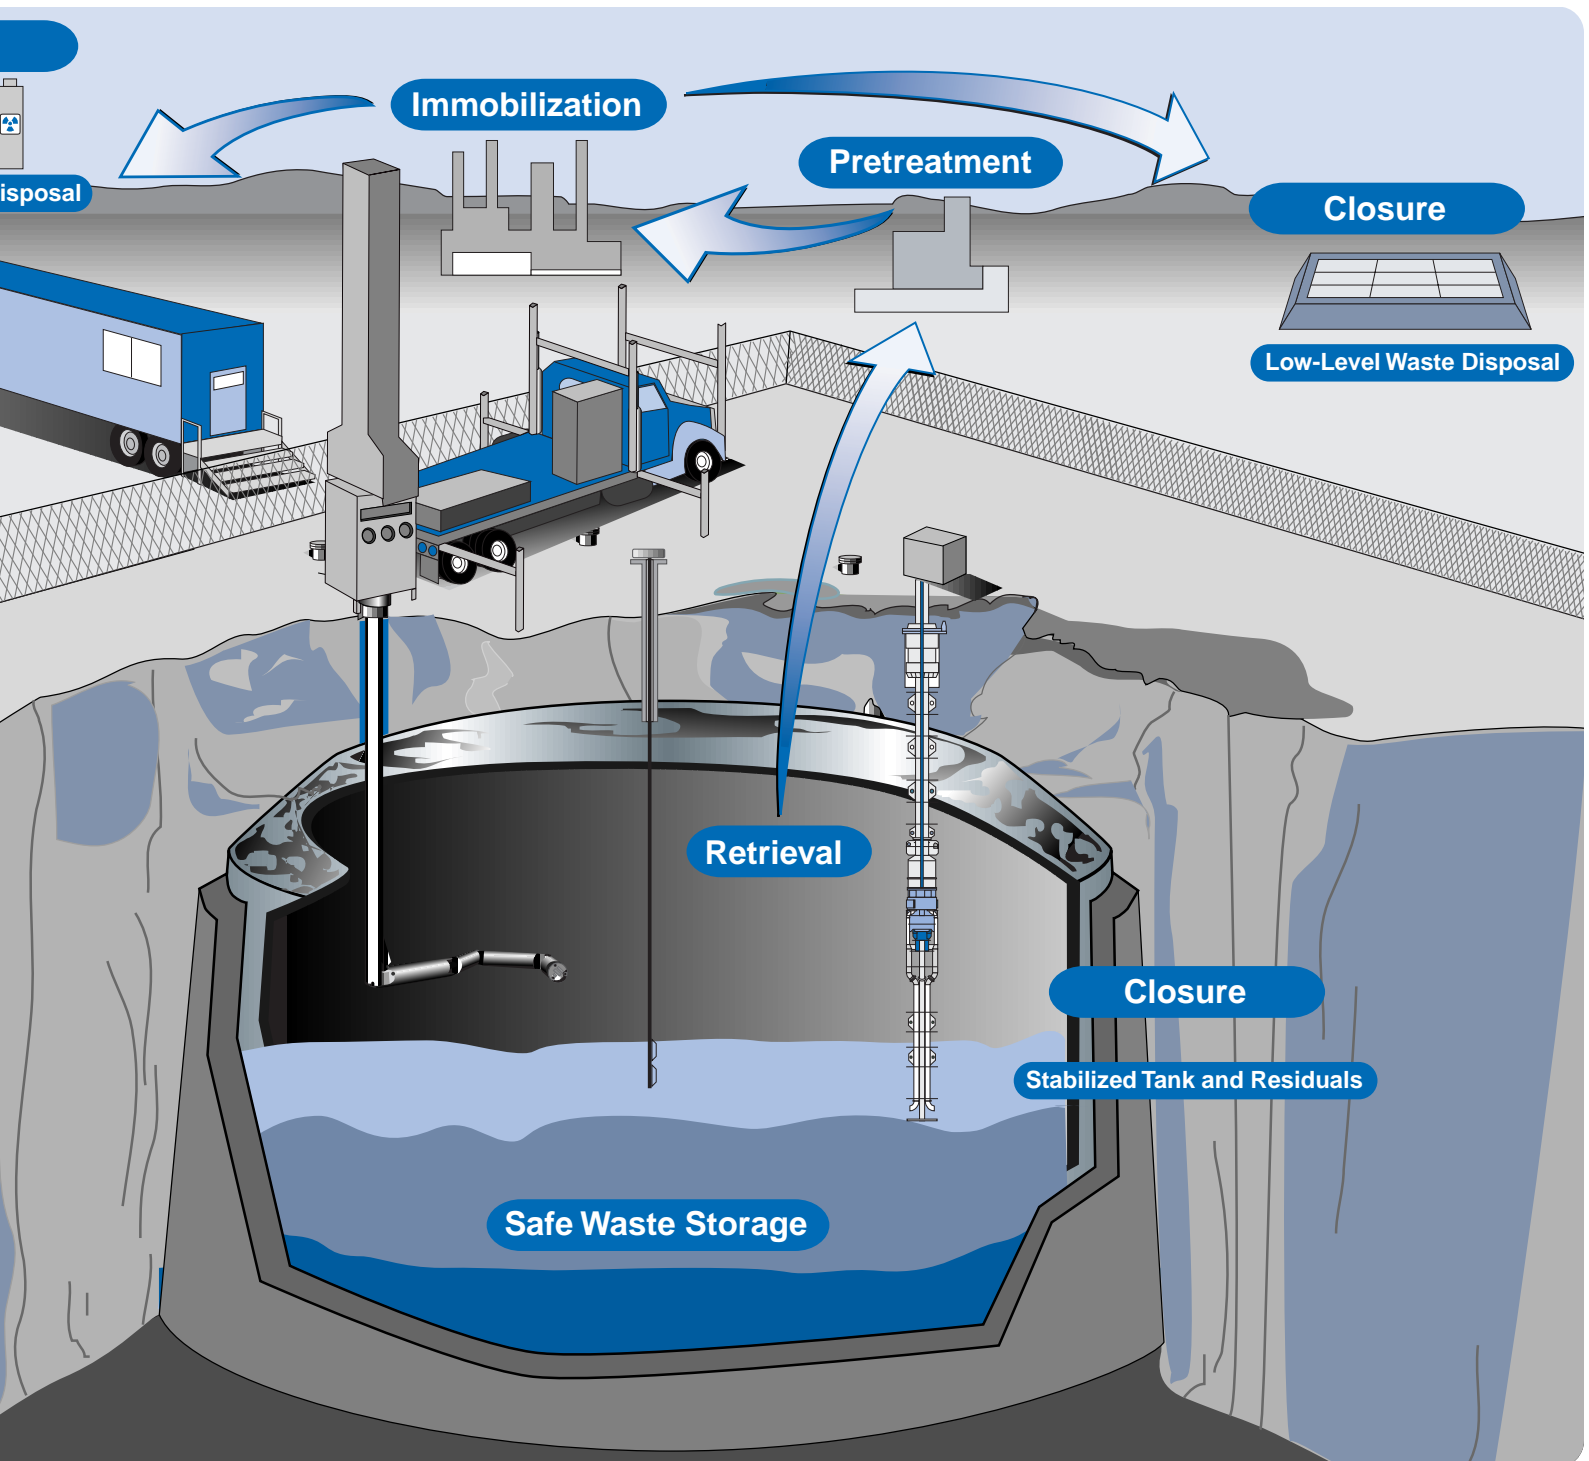 Immobilization
Pretreatment
isposal
Closure
Low-Level Waste Disposal
Retrieval
Closure
Stabilized Tank and Residuals
Safe Waste Storage